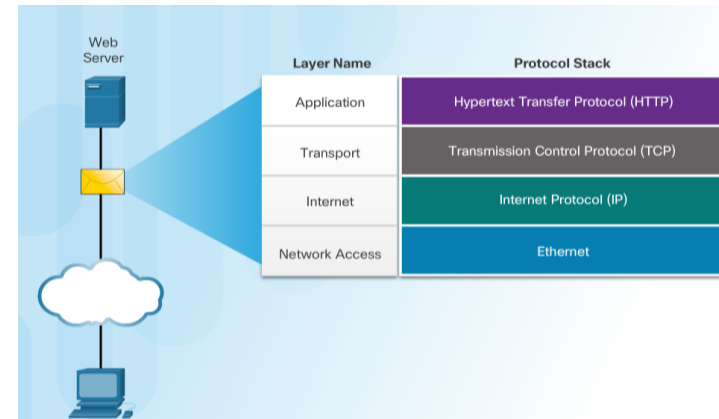 Web
Server
Layer Name
Protocol Stack
Application
Hypertext Transfer Protocol (HTTP)
Transport
Transmission Control Protocol (TCP)
Internet
Internet Protocol (IP)
Network Access
Ethernet